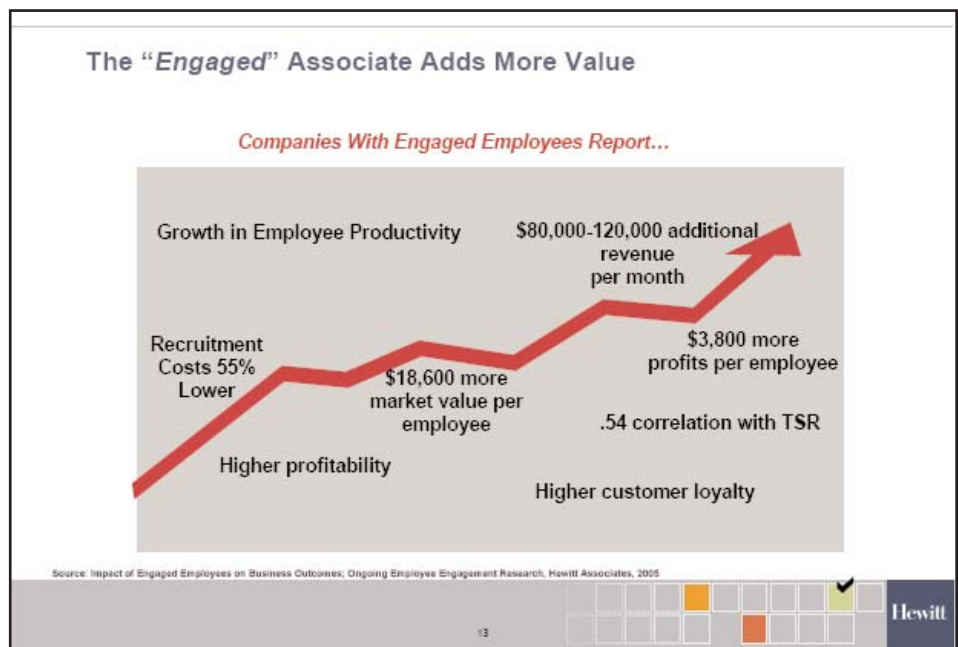 The “Engaged” Associate Adds More Value
Companies With Engaged Employees Report…
Growth in Employee Productivity
$80,000-120,000 additional
revenue
per month
Recruitment
Costs 55%
Lower
$3,800 more
profits per employee
$18,600 more
market value per
employee
.54 correlation with TSR
Higher profitability
Higher customer loyalty
Source: Impact of Engaged Employees on Business Outcomes; Ongoing Employee Engagement Research, Hewitt Associates, 2005
13
Hewitt